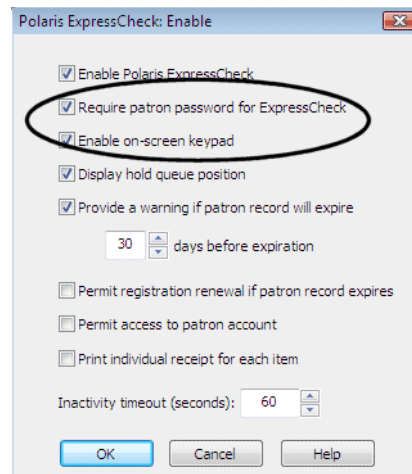 Polaris ExpressCheck: Enable
Enable Polaris ExpressCheck
Require patron password for ExpressCheck
Enable on-screen keypad
Display hold queue position
Provide a warning if patron record will expire
30 days before expiration
Permit registration renewal if patron record expires
Permit access to patron account
Print individual receipt for each item
Inactivity timeout (seconds): 60
OK Cancel Help